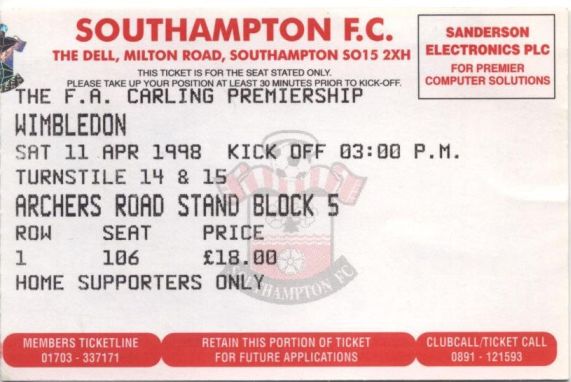 SOUTHAMPTON F.C.
THE DELL, MILTON ROAD, SOUTHAMPTON SO15 2XH
THIS TICKET IS FOR THE SEAT STATED ONLY.
PLEASE TAKE UP YOUR POSITION AT LEAST 30 MINUTES PRIOR TO KICK-OFF.
SANDERSON
ELECTRONICS PLC
FOR PREMIER
COMPUTER SOLUTIONS
THE F.A. CARLING PREMIERSHIP
WIMBLEDON
SAT 11 APR 1998 KICK OFF 03:00 P.M.
TURNSTILE 14 & 15
ARCHERS ROAD STAND BLOCK 5
ROW SEAT PRICE
1 106 £18.00
HOME SUPPORTERS ONLY
SOUTHAMPTON FC
MEMBERS TICKETLINE
01703 - 337171
RETAIN THIS PORTION OF TICKET
FOR FUTURE APPLICATIONS
CLUBCALL/TICKET CALL
0891 - 121593